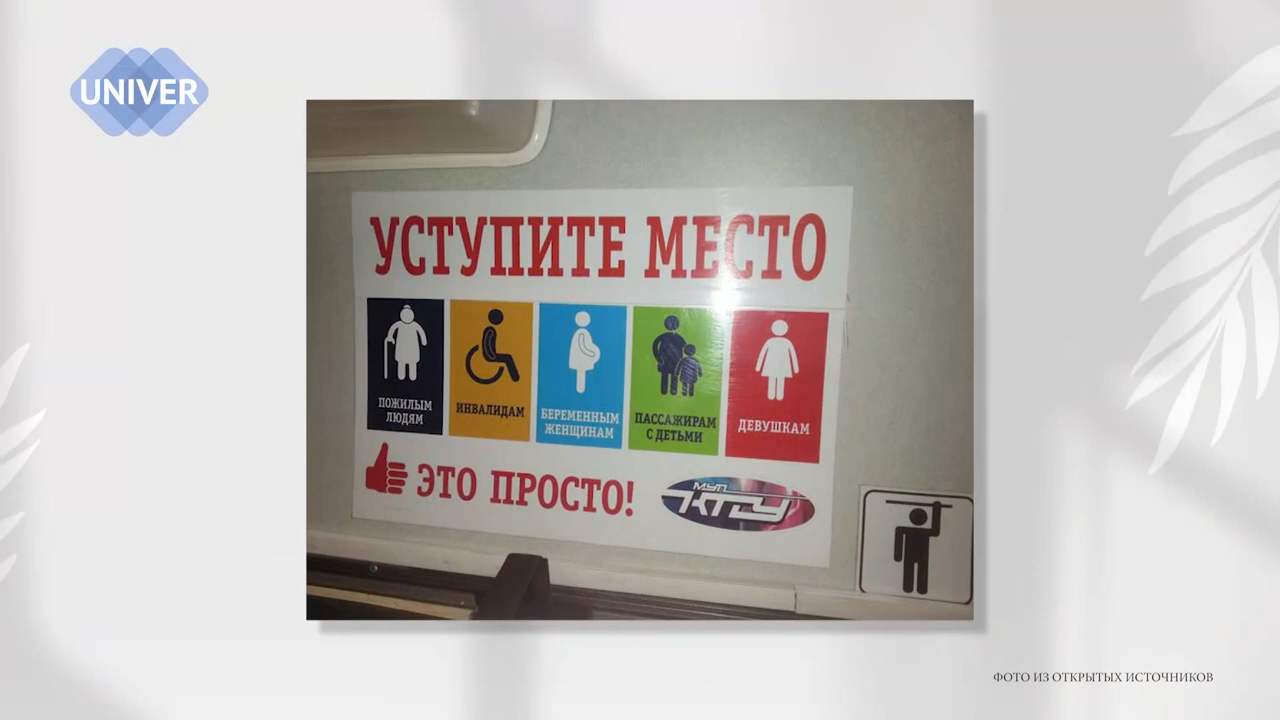 UNIVER
УСТУПИТЕ МЕСТО
ПОЖИЛЫМ
ЛЮДЯМ
ИНВАЛИДАМ
БЕРЕМЕННЫМ
ЖЕНЩИНАМ
ПАССАЖИРАМ
С ДЕТЬМИ
ДЕВУШКАМ
ЭТО ПРОСТО!
МУП
КТТУ
ФОТО ИЗ ОТКРЫТЫХ ИСТОЧНИКОВ